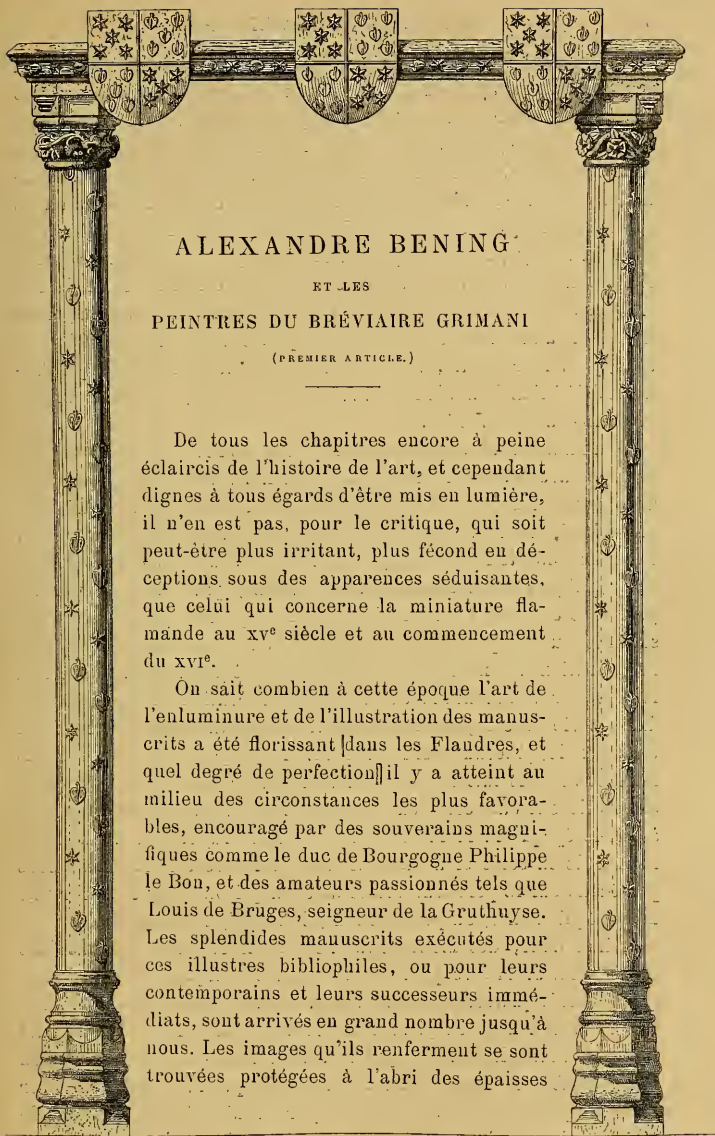 ALEXANDRE BENING
ET LES
PEINTRES DU BRÉVIAIRE GRIMANI
(PREMIER ARTICLE.)
De tous les chapitres encore à peine
éclaircis de l'histoire de l'art, et cependant
dignes à tous égards d'être mis en lumière,
il n'en est pas, pour le critique, qui soit
peut-être plus irritant, plus fécond en dé-
ceptions sous des apparences séduisantes,
que celui qui concerne la miniature fla-
mande au XVe siècle et au commencement
du XVIe.
On sait combien à cette époque l'art de
l'enluminure et de l'illustration des manus-
crits a été florissant dans les Flandres, et
quel degré de perfection il y a atteint au
milieu des circonstances les plus favora-
bles, encouragé par des souverains magni-
fiques comme le duc de Bourgogne Philippe
le Bon, et des amateurs passionnés tels que
Louis de Bruges, seigneur de la Gruthuyse.
Les splendides manuscrits exécutés pour
ces illustres bibliophiles, ou pour leurs
contemporains et leurs successeurs immé-
diats, sont arrivés en grand nombre jusqu'à
nous. Les images qu'ils renferment se sont
trouvées protégées à l'abri des épaisses